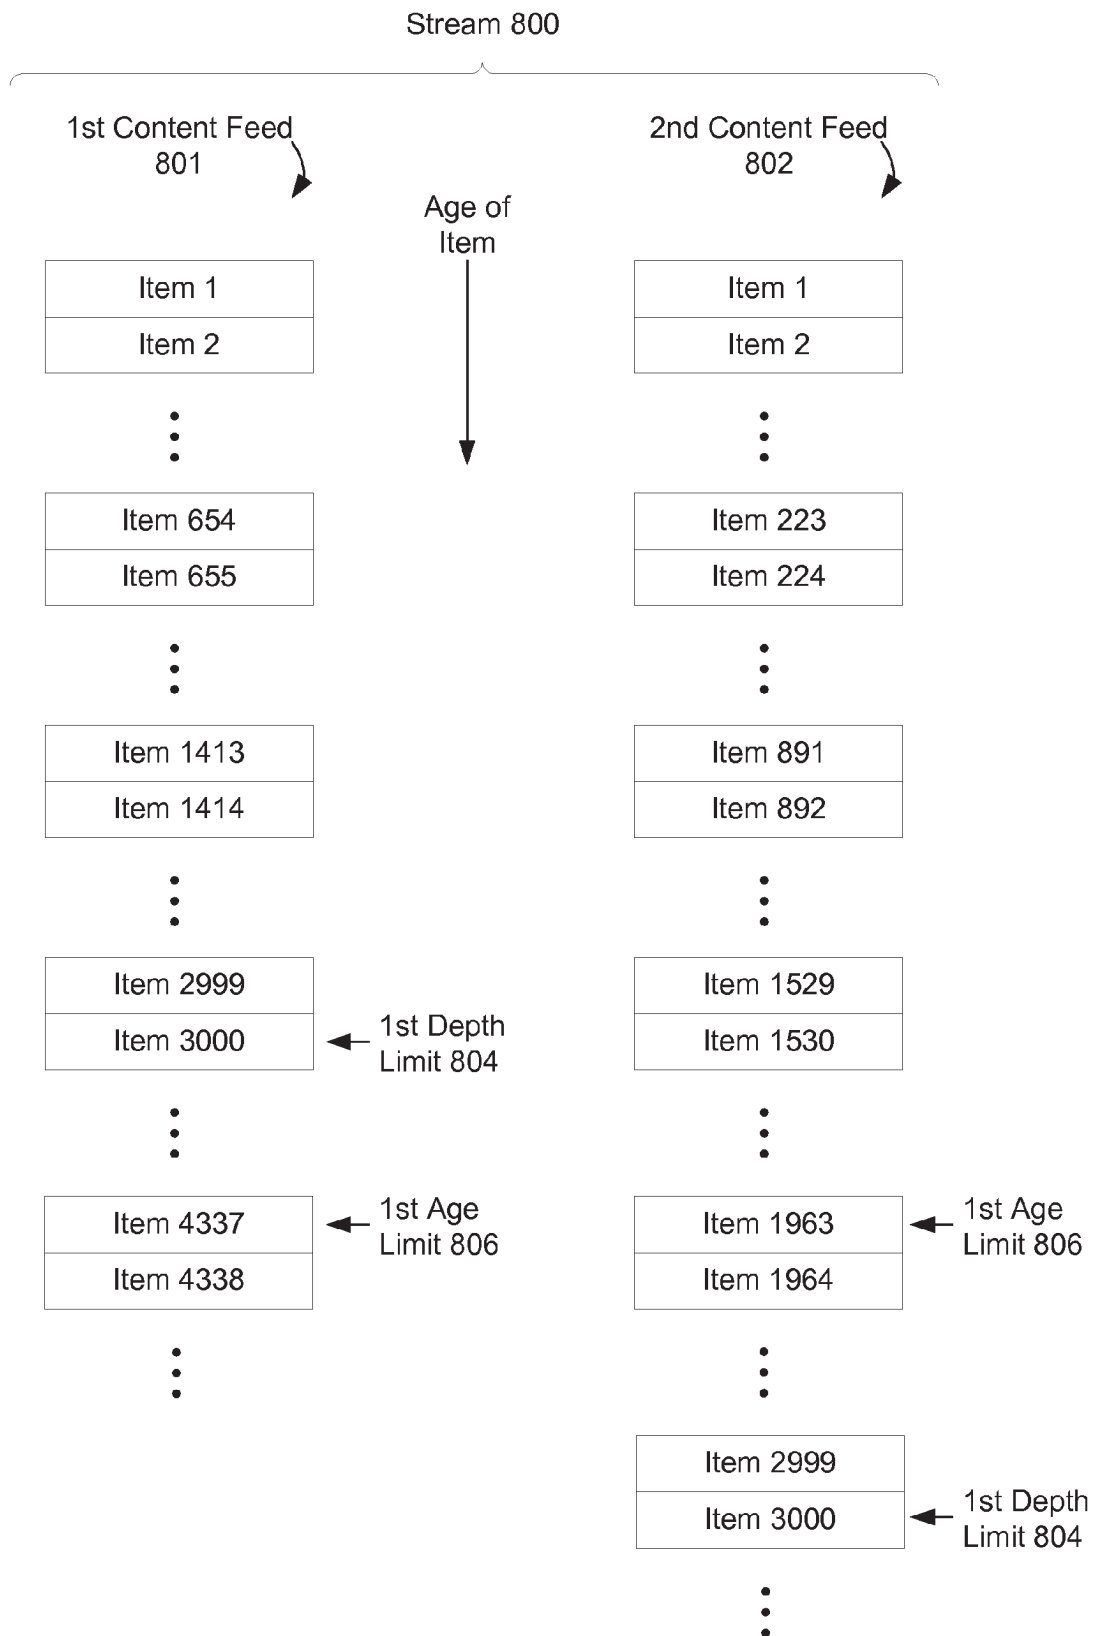 Stream 800
1st Content Feed
801
2nd Content Feed
802
Age of
Item
Item 1
Item 2
Item 654
Item 655
Item 1413
Item 1414
Item 2999
Item 3000
1st Depth
Limit 804
Item 4337
Item 4338
1st Age
Limit 806
Item 1
Item 2
Item 223
Item 224
Item 891
Item 892
Item 1529
Item 1530
Item 1963
Item 1964
1st Age
Limit 806
Item 2999
Item 3000
1st Depth
Limit 804